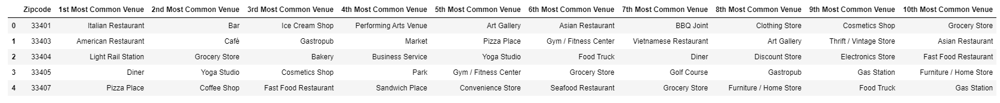 Zipcode 1st Most Common Venue 2nd Most Common Venue 3rd Most Common Venue 4th Most Common Venue 5th Most Common Venue 6th Most Common Venue 7th Most Common Venue 8th Most Common Venue 9th Most Common Venue 10th Most Common Venue
0 33401 Italian Restaurant Bar Ice Cream Shop Performing Arts Venue Art Gallery Asian Restaurant BBQ Joint Clothing Store Cosmetics Shop Grocery Store
1 33403 American Restaurant Café Gastropub Market Pizza Place Gym / Fitness Center Vietnamese Restaurant Art Gallery Thrift / Vintage Store Asian Restaurant
2 33404 Light Rail Station Grocery Store Bakery Business Service Yoga Studio Food Truck Diner Discount Store Electronics Store Fast Food Restaurant
3 33405 Diner Yoga Studio Cosmetics Shop Park Gym / Fitness Center Grocery Store Golf Course Gastropub Gas Station Furniture / Home Store
4 33407 Pizza Place Coffee Shop Fast Food Restaurant Sandwich Place Convenience Store Seafood Restaurant Grocery Store Furniture / Home Store Food Truck Gas Station